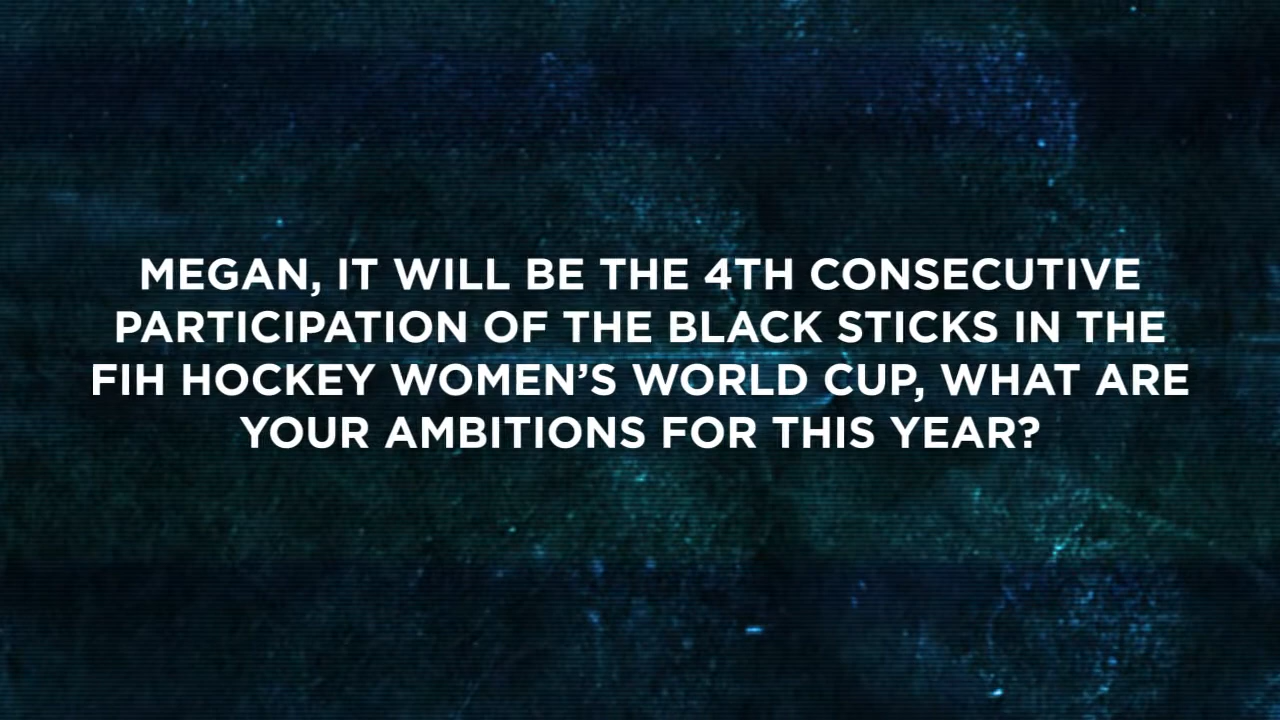 MEGAN, IT WILL BE THE 4TH CONSECUTIVE
PARTICIPATION OF THE BLACK STICKS IN THE
FIH HOCKEY WOMEN’S WORLD CUP, WHAT ARE
YOUR AMBITIONS FOR THIS YEAR?